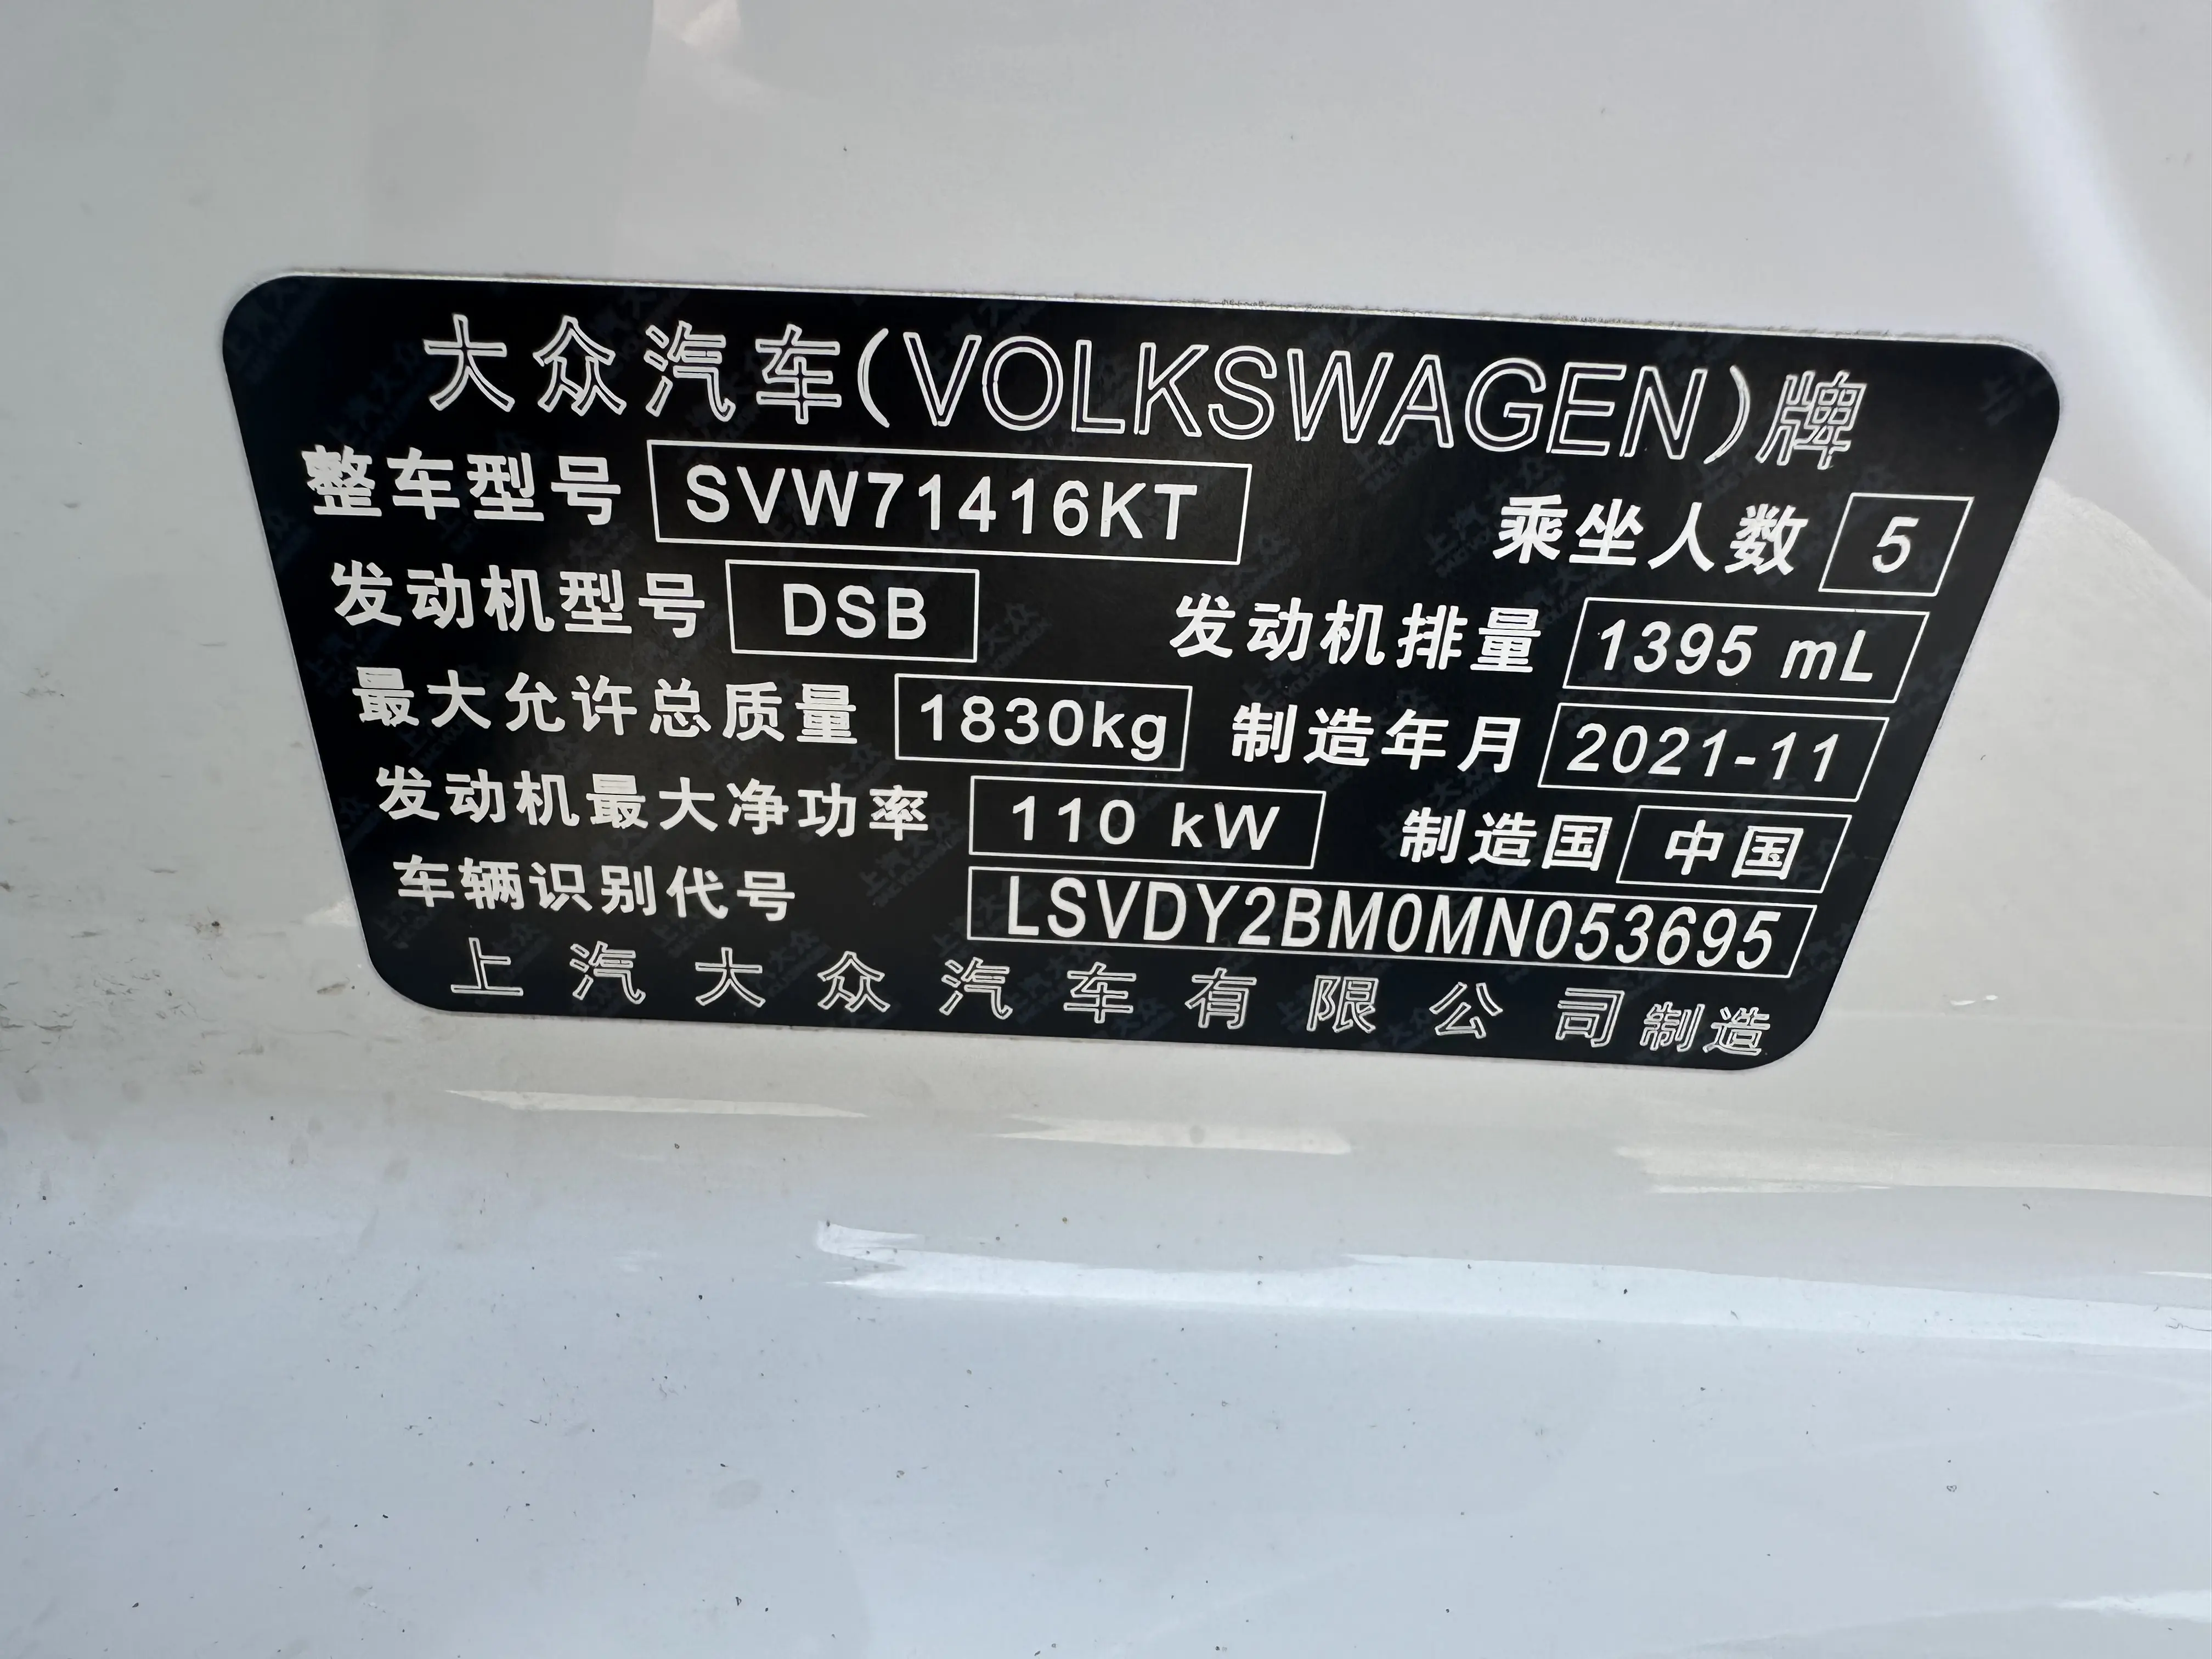 大众汽车(VOLKSWAGEN)牌
整车型号 SVW71416KT 乘坐人数 5
发动机型号 DSB 发动机排量 1395 mL
最大允许总质量 1830kg 制造年月 2021-11
发动机最大净功率 110 kW 制造国 中国
车辆识别代号 LSVDY2BM0MN053695
上汽大众汽车有限公司制造